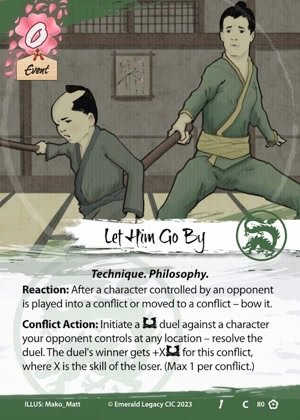 0
Event
Let Him Go By
Technique. Philosophy.
Reaction: After a character controlled by an opponent
is played into a conflict or moved to a conflict – bow it.
Conflict Action: Initiate a duel against a character
your opponent controls at any location – resolve the
duel. The duel's winner gets +X for this conflict,
where X is the skill of the loser. (Max 1 per conflict.)
ILLUS: Mako_Matt © Emerald Legacy CIC 2023 1 C 80